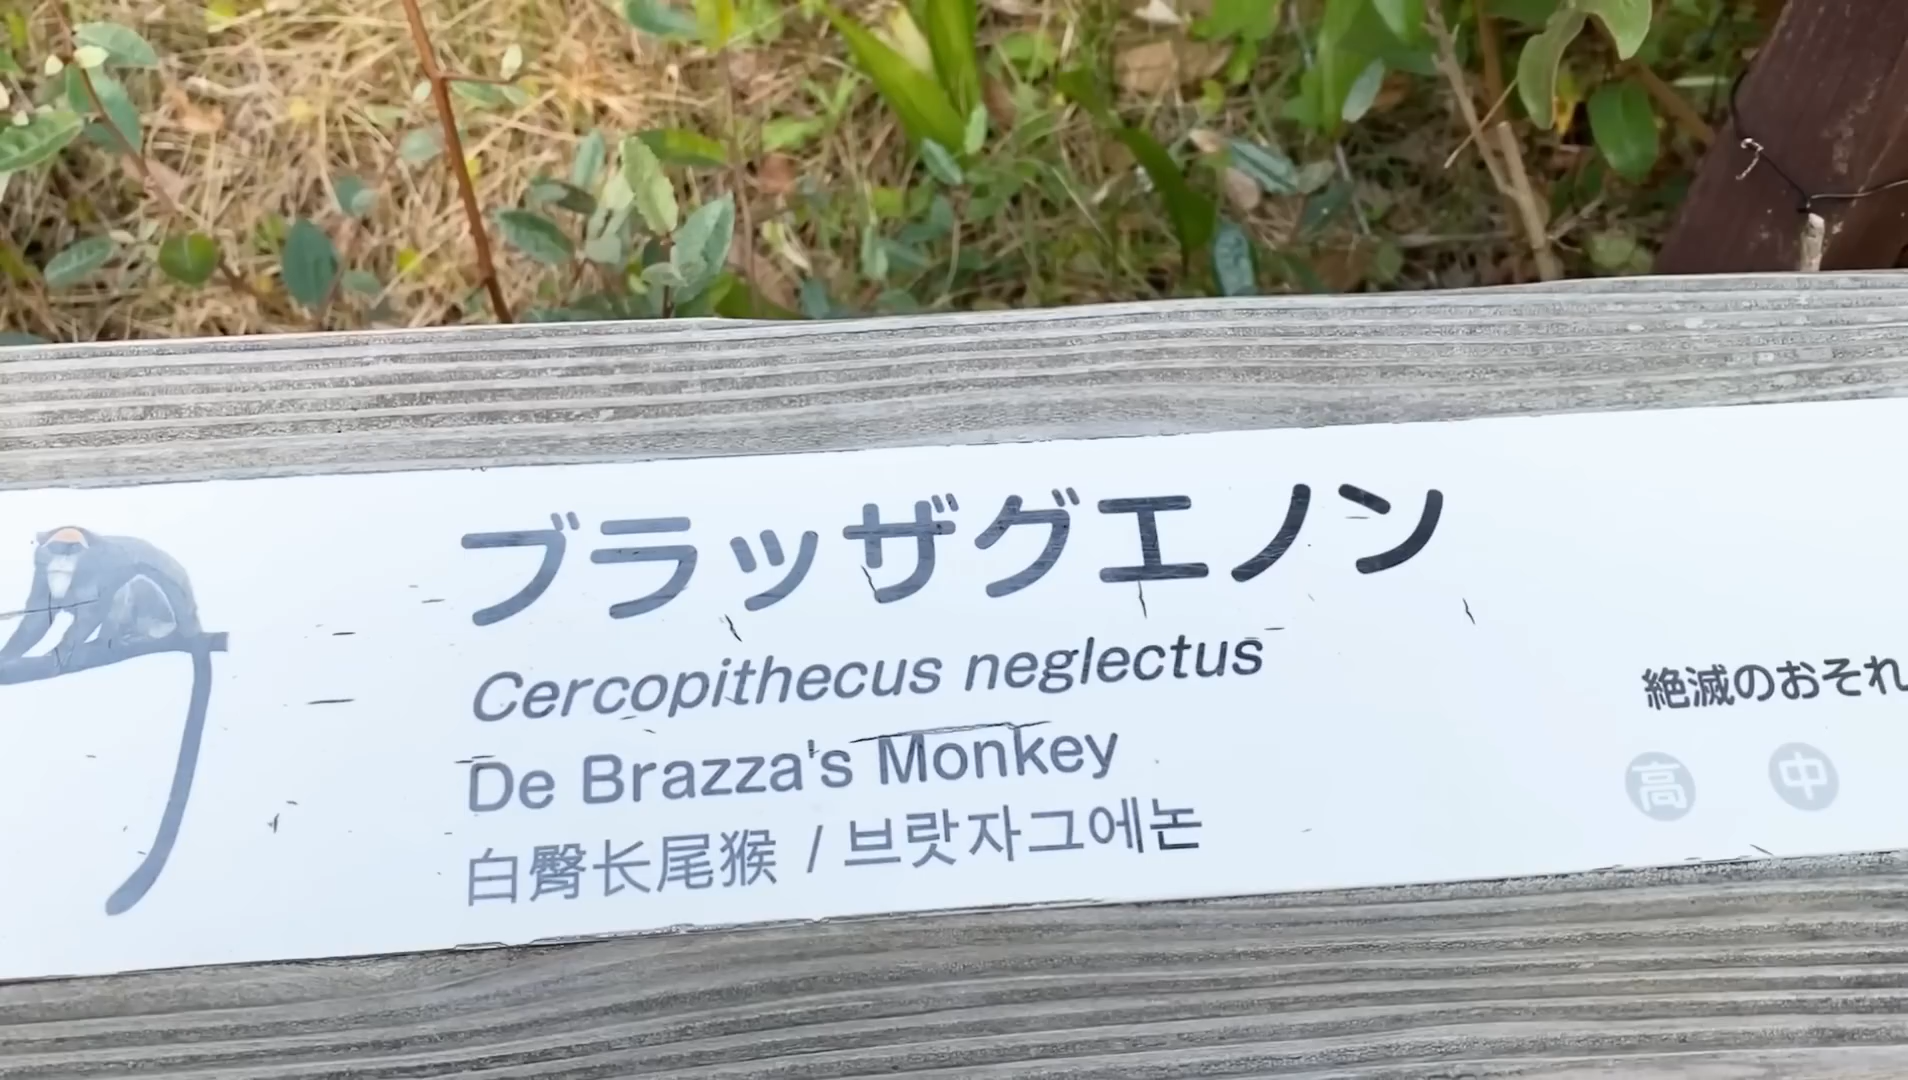 ブラッザグエノン
Cercopithecus neglectus
De Brazza's Monkey
白臀长尾猴 / 브랏자그에논
絶滅のおそれ
高 中